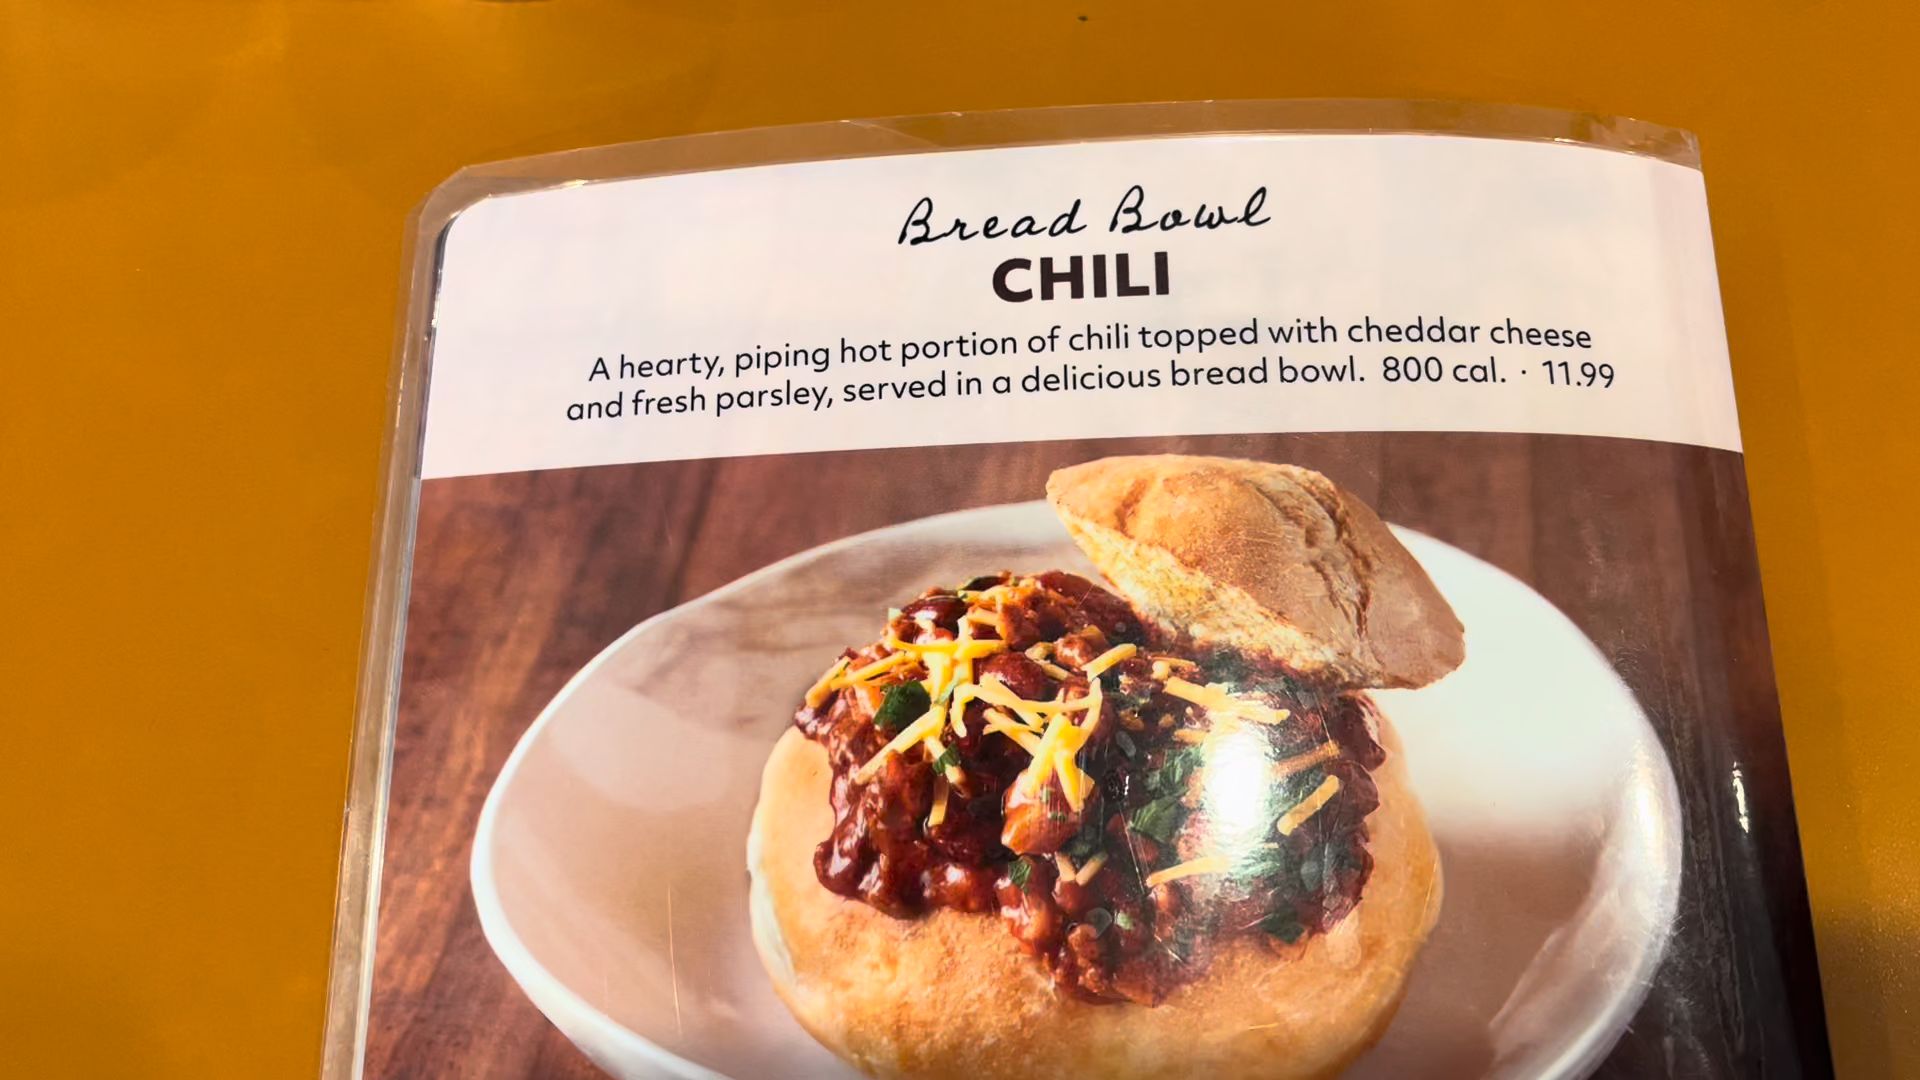 Bread Bowl
CHILI
A hearty, piping hot portion of chili topped with cheddar cheese
and fresh parsley, served in a delicious bread bowl. 800 cal. · 11.99